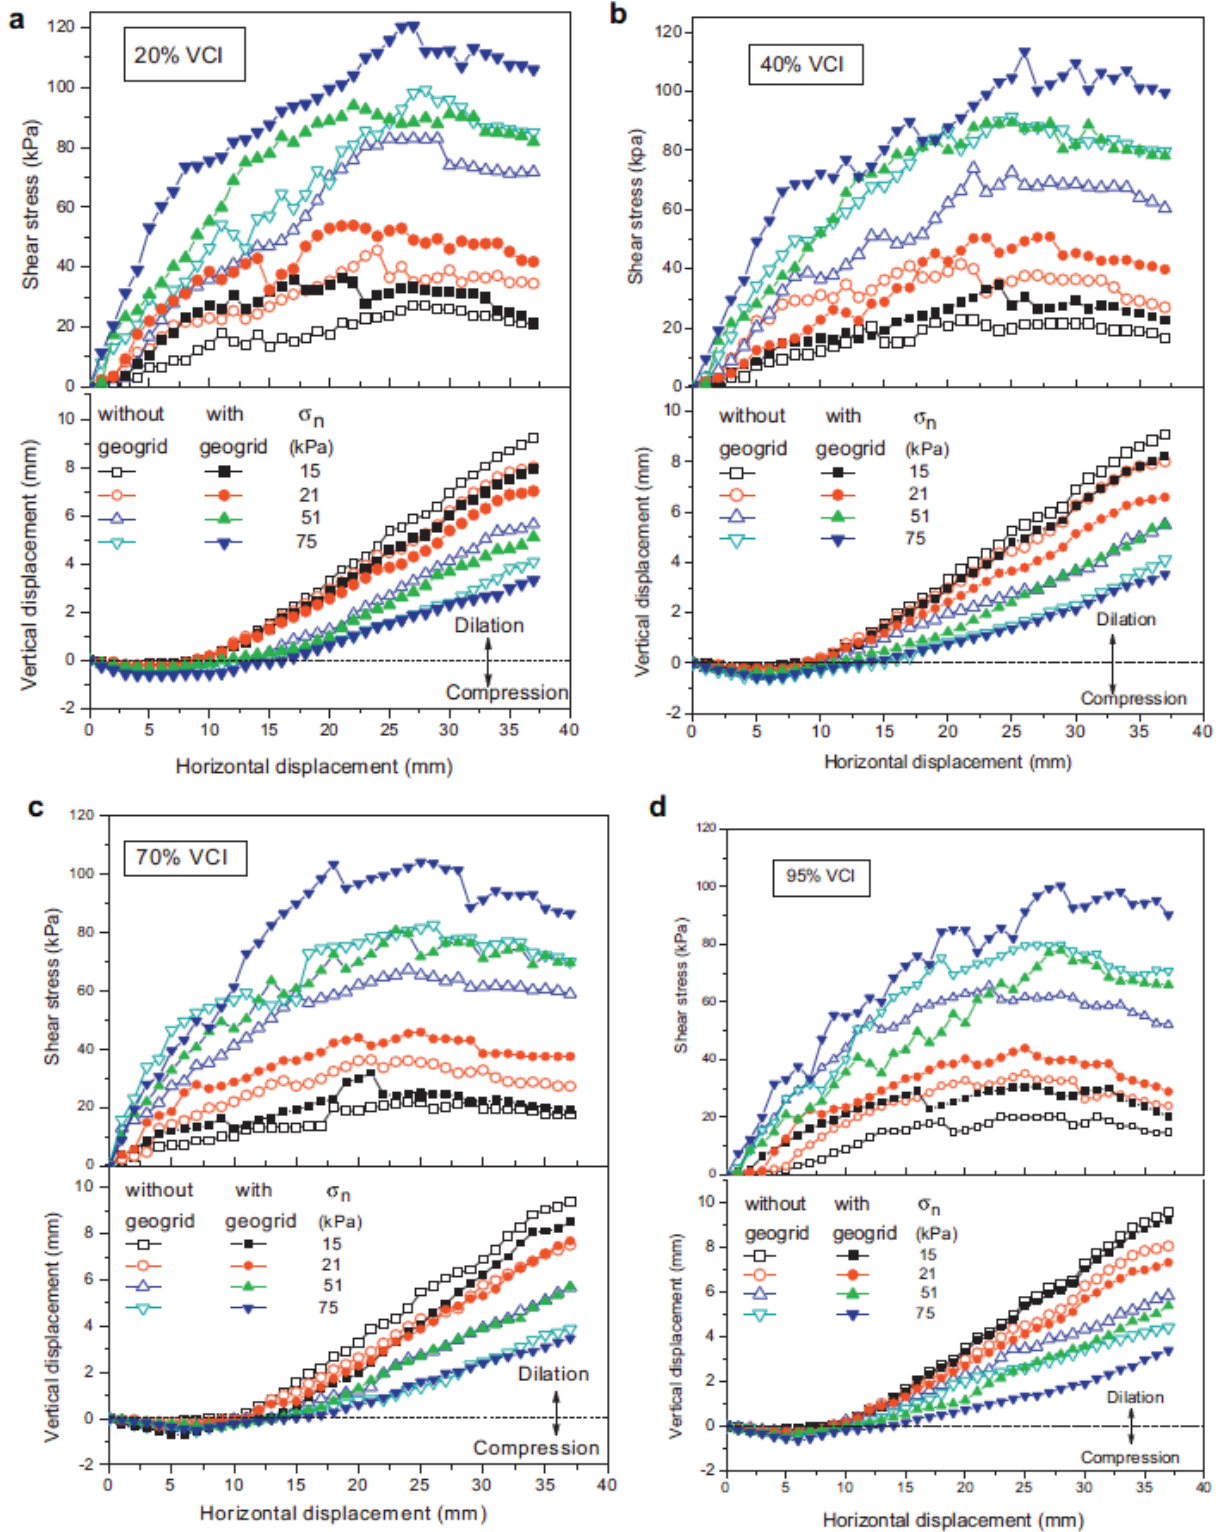 a
20% VCI
120
100
80
60
40
20
0
Shear stress (kPa)
without with σn
geogrid geogrid (kPa)
15
21
51
75
10
8
6
4
2
0
-2
Vertical displacement (mm)
Dilation
Compression
0 5 10 15 20 25 30 35 40
Horizontal displacement (mm)
b
40% VCI
120
100
80
60
40
20
0
Shear stress (kpa)
without with σn
geogrid geogrid (kPa)
15
21
51
75
10
8
6
4
2
0
-2
Vertical displacement (mm)
Dilation
Compression
0 5 10 15 20 25 30 35 40
Horizontal displacement (mm)
c
70% VCI
120
100
80
60
40
20
0
Shear stress (kPa)
without with σn
geogrid geogrid (kPa)
15
21
51
75
10
8
6
4
2
0
-2
Vertical displacement (mm)
Dilation
Compression
0 5 10 15 20 25 30 35 40
Horizontal displacement (mm)
d
95% VCI
120
100
80
60
40
20
0
Shear stress (kPa)
without with σn
geogrid geogrid (kPa)
15
21
51
75
10
8
6
4
2
0
-2
Vertical displacement (mm)
Dilation
Compression
0 5 10 15 20 25 30 35 40
Horizontal displacement (mm)